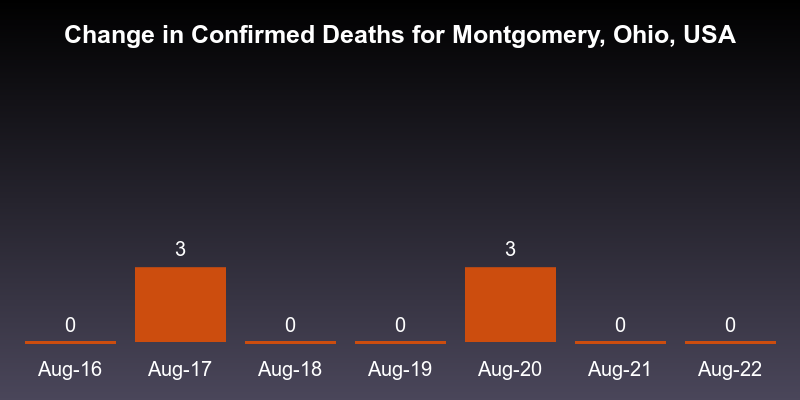 Change in Confirmed Deaths for Montgomery, Ohio, USA
0 3 0 0 3 0 0
Aug-16 Aug-17 Aug-18 Aug-19 Aug-20 Aug-21 Aug-22